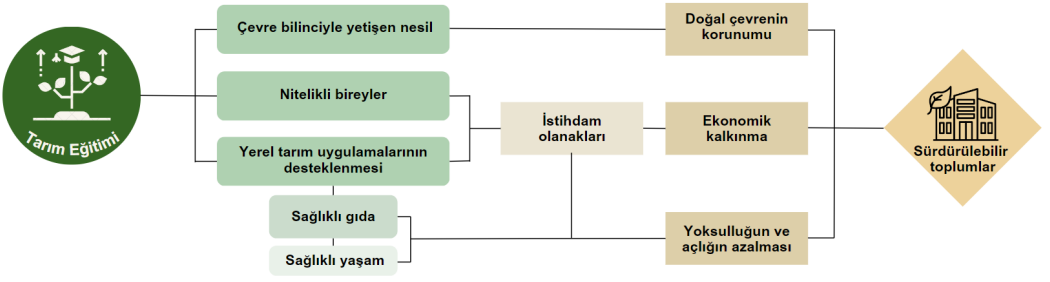 Tarım Eğitimi
Çevre bilinciyle yetişen nesil
Nitelikli bireyler
Yerel tarım uygulamalarının
desteklenmesi
Sağlıklı gıda
Sağlıklı yaşam
İstihdam
olanakları
Doğal çevrenin
korunumu
Ekonomik
kalkınma
Yoksulluğun ve
açlığın azalması
Sürdürülebilir
toplumlar